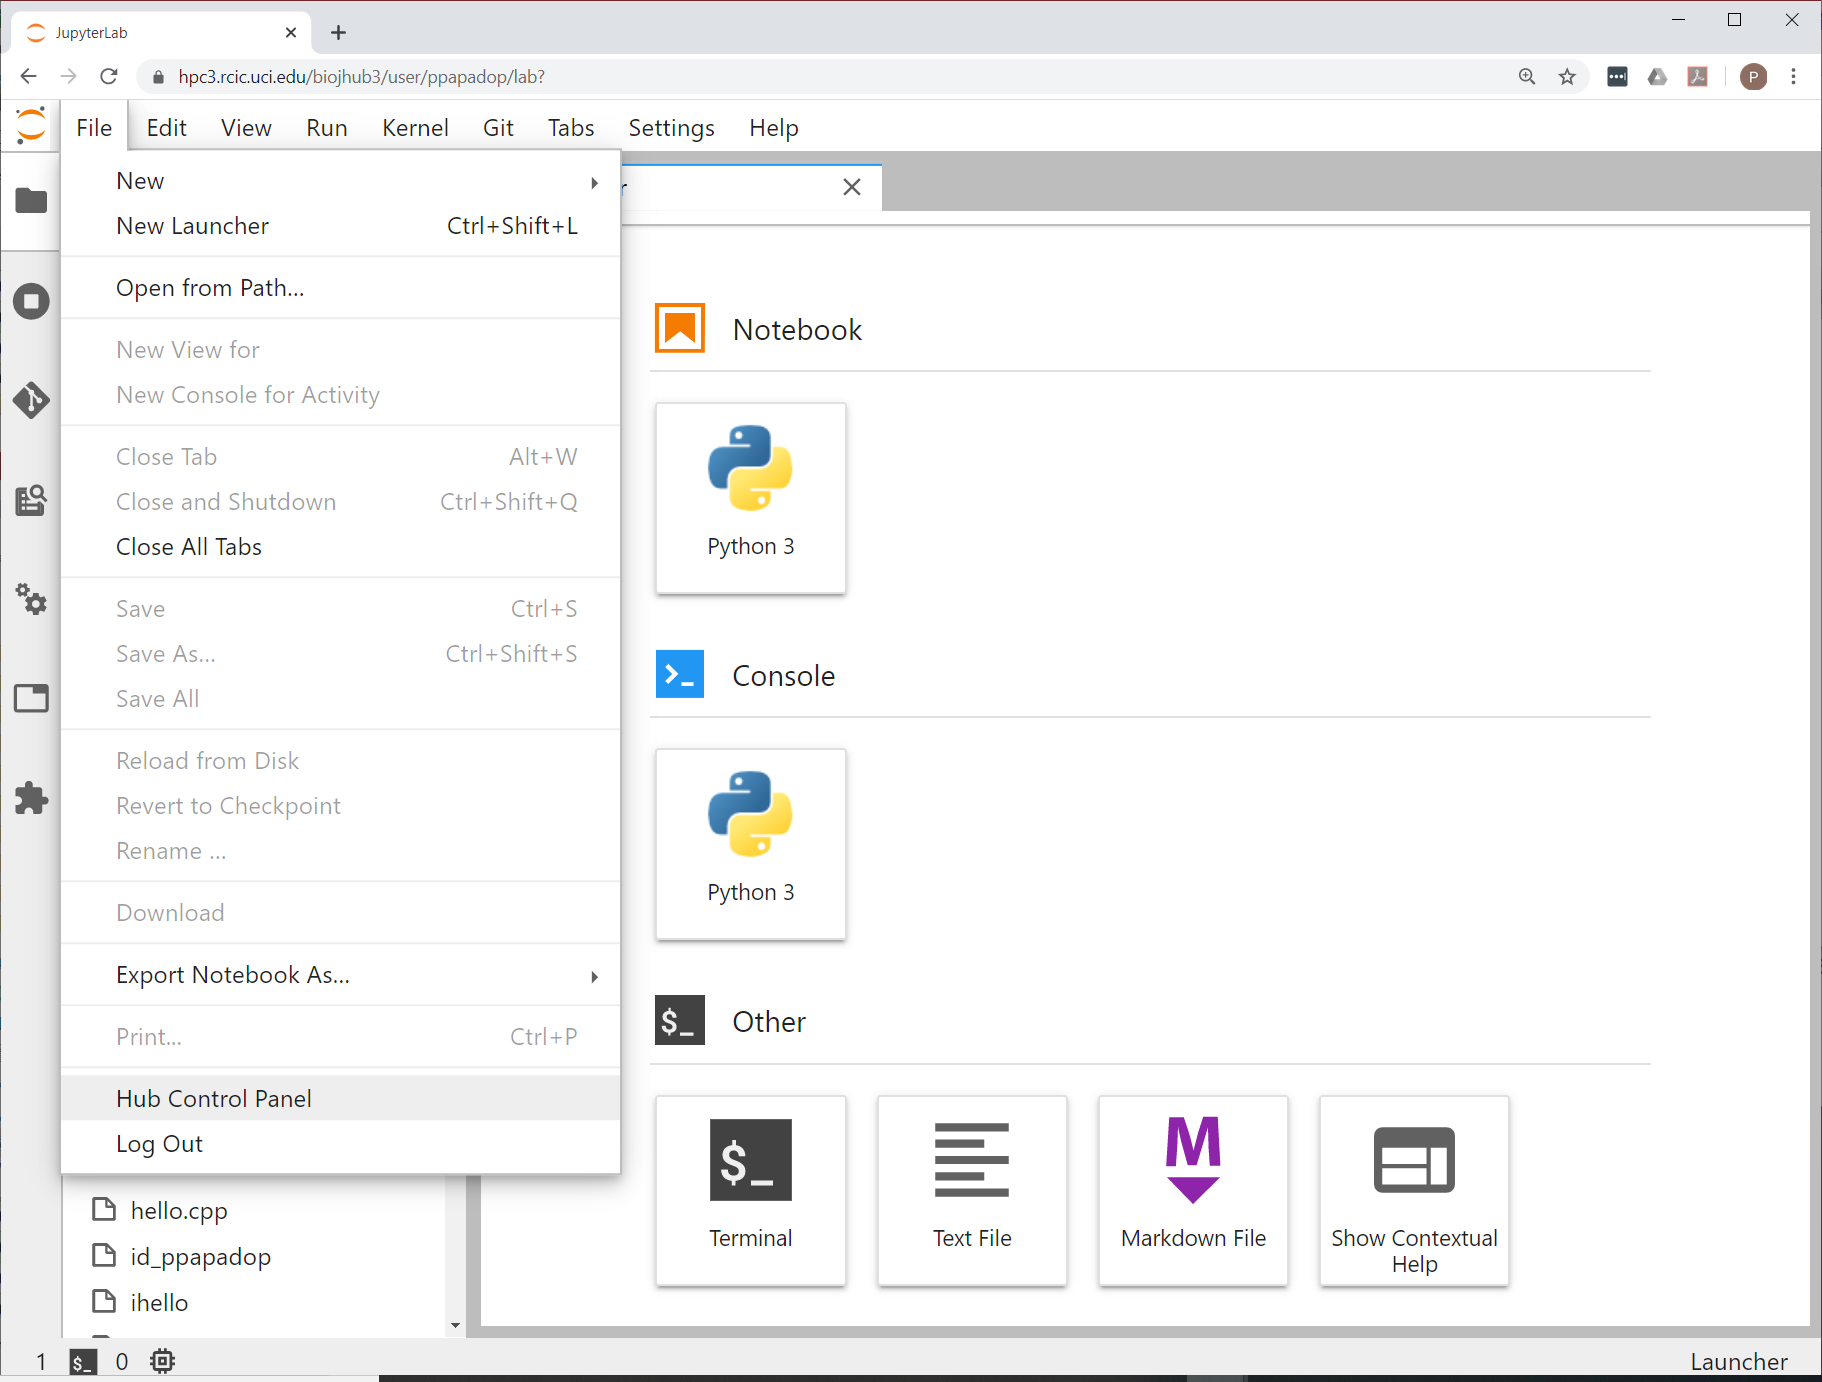 JupyterLab
hpc3.rcic.uci.edu/biojhub3/user/ppapadop/lab?
P
File Edit View Run Kernel Git Tabs Settings Help
New
New Launcher Ctrl+Shift+L
Open from Path...
New View for
New Console for Activity
Close Tab Alt+W
Close and Shutdown Ctrl+Shift+Q
Close All Tabs
Save Ctrl+S
Save As... Ctrl+Shift+S
Save All
Reload from Disk
Revert to Checkpoint
Rename ...
Download
Export Notebook As...
Print... Ctrl+P
Hub Control Panel
Log Out
hello.cpp
id_ppapadop
ihello
Notebook
Python 3
Console
Python 3
$_ Other
$_
Terminal
Text File
M
Markdown File
Show Contextual
Help
1 $_ 0
Launcher